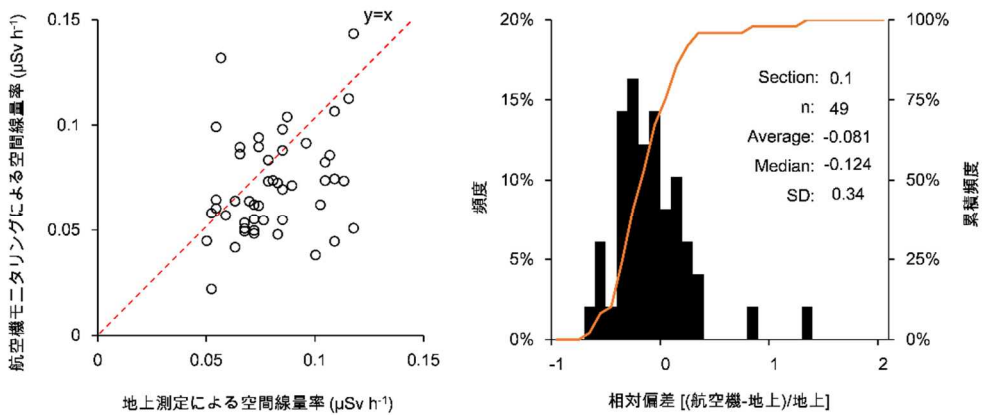 航空機モニタリングによる空間線量率 (μSv h⁻¹)
0.15
0.1
0.05
0
y=x
0
0.05
0.1
0.15
地上測定による空間線量率 (μSv h⁻¹)
頻度
20%
15%
10%
5%
0%
Section: 0.1
n: 49
Average: -0.081
Median: -0.124
SD: 0.34
100%
75%
50%
25%
0%
累積頻度
-1
0
1
2
相対偏差 [(航空機-地上)/地上]